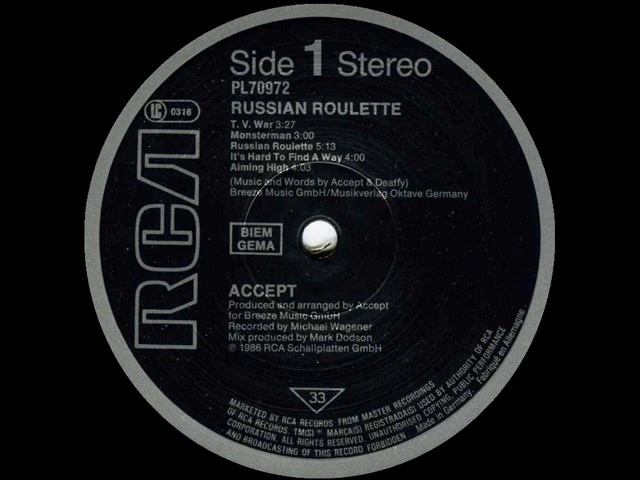 Side 1 Stereo
PL70972
RUSSIAN ROULETTE
LC 0316
T. V. War 3:27
Monsterman 3:00
Russian Roulette 5:13
It's Hard To Find A Way 4:00
Aiming High 4:03
(Music and Words by Accept & Deaffy)
Breeze Music GmbH/Musikverlag Oktave Germany
RCA
BIEM
GEMA
ACCEPT
Produced and arranged by Accept
for Breeze Music GmbH
Recorded by Michael Wagener
Mix produced by Mark Dodson
℗ 1986 RCA Schallplatten GmbH
33
MARKETED BY RCA RECORDS FROM MASTER RECORDINGS
OF RCA RECORDS. TM(S) ® MARCA(S) REGISTRADA(S) USED BY AUTHORITY OF RCA
CORPORATION. ALL RIGHTS RESERVED. UNAUTHORISED COPYING, PUBLIC PERFORMANCE
AND BROADCASTING OF THIS RECORD FORBIDDEN Made in Germany. Fabriqué en Allemagne.